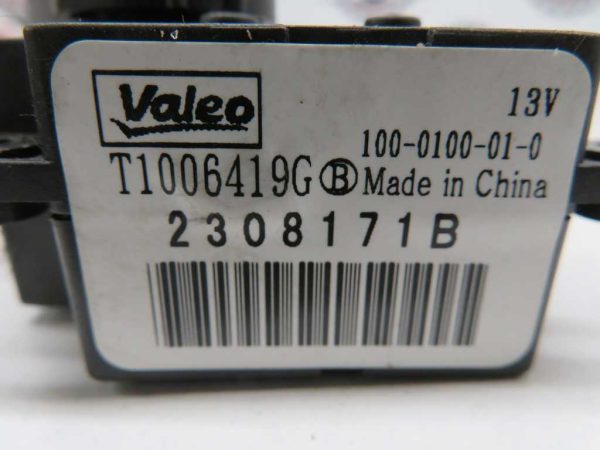 Valeo
13V
100-0100-01-0
T1006419G Ⓑ Made in China
2308171B